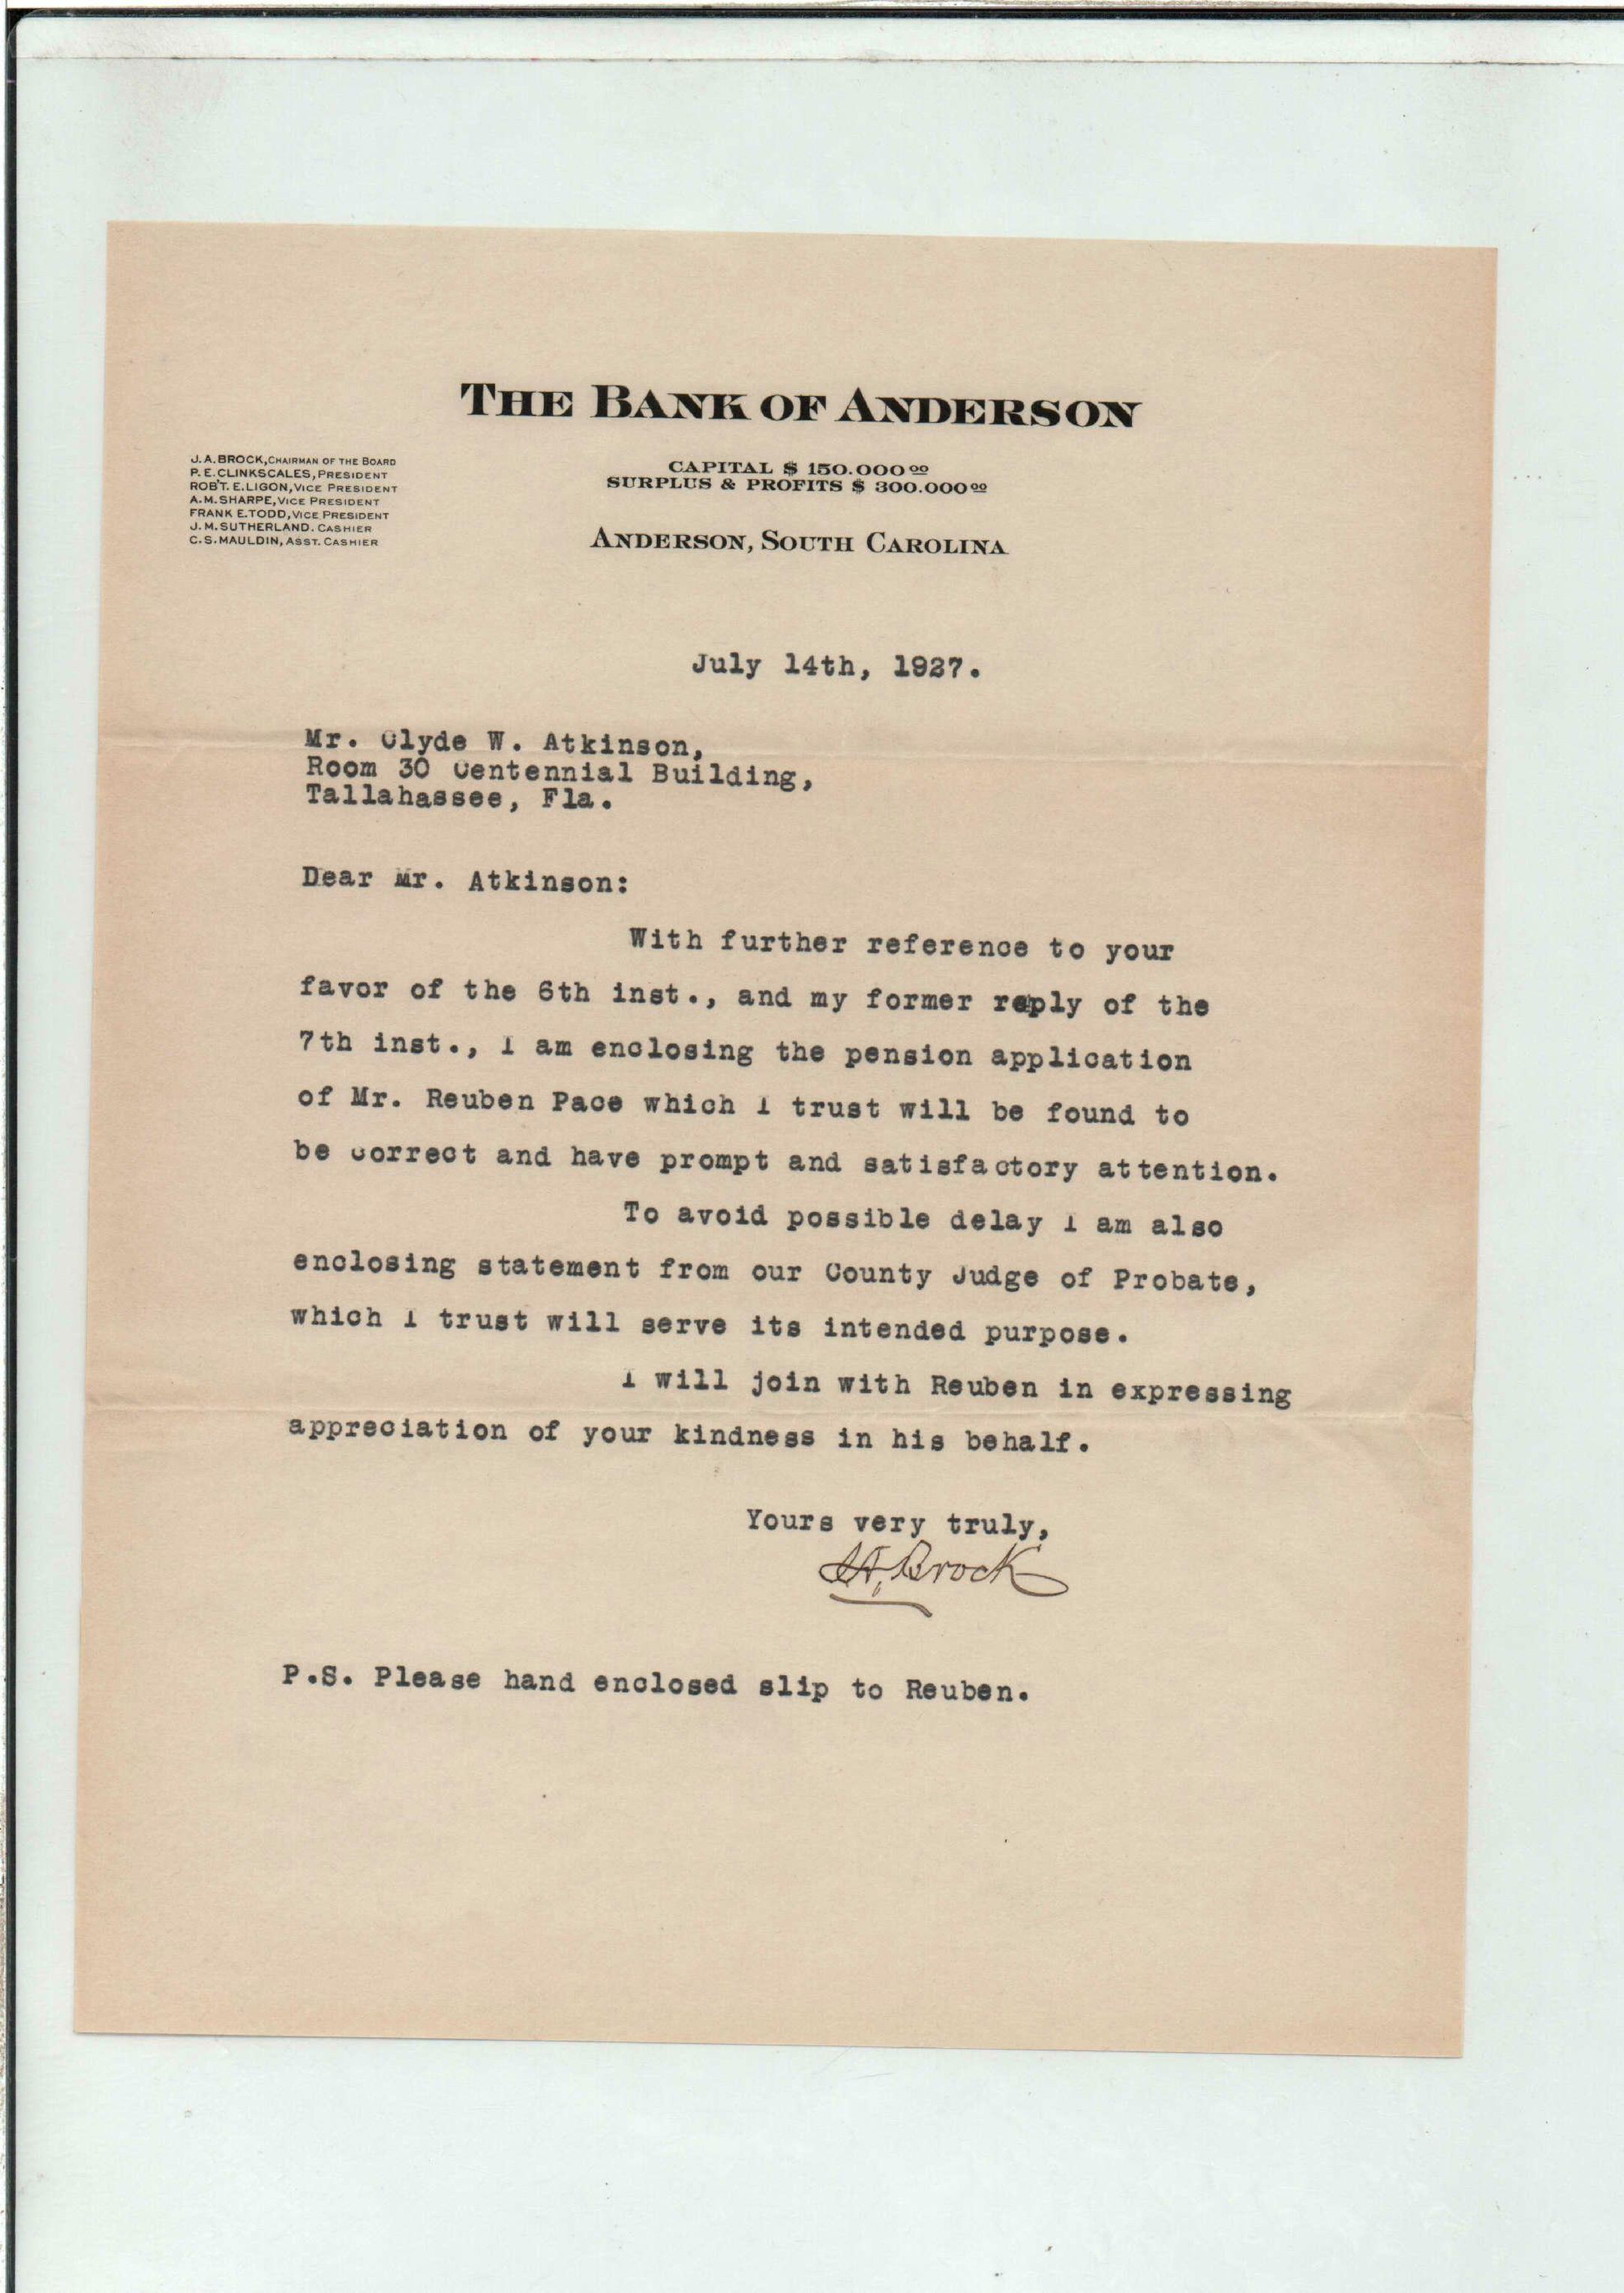 THE BANK OF ANDERSON
J. A. BROCK, CHAIRMAN OF THE BOARD
P. E. CLINKSCALES, PRESIDENT
ROB'T. E. LIGON, VICE PRESIDENT
A. M. SHARPE, VICE PRESIDENT
FRANK E. TODD, VICE PRESIDENT
J. M. SUTHERLAND. CASHIER
C. S. MAULDIN, ASST. CASHIER
CAPITAL $ 150.000 00
SURPLUS & PROFITS $ 300.000 00
ANDERSON, SOUTH CAROLINA
July 14th, 1927.
Mr. Clyde W. Atkinson,
Room 30 Centennial Building,
Tallahassee, Fla.
Dear Mr. Atkinson:
With further reference to your
favor of the 6th inst., and my former reply of the
7th inst., I am enclosing the pension application
of Mr. Reuben Pace which I trust will be found to
be correct and have prompt and satisfactory attention.
To avoid possible delay I am also
enclosing statement from our County Judge of Probate,
which I trust will serve its intended purpose.
I will join with Reuben in expressing
appreciation of your kindness in his behalf.
Yours very truly,
J.A. Brock
P.S. Please hand enclosed slip to Reuben.